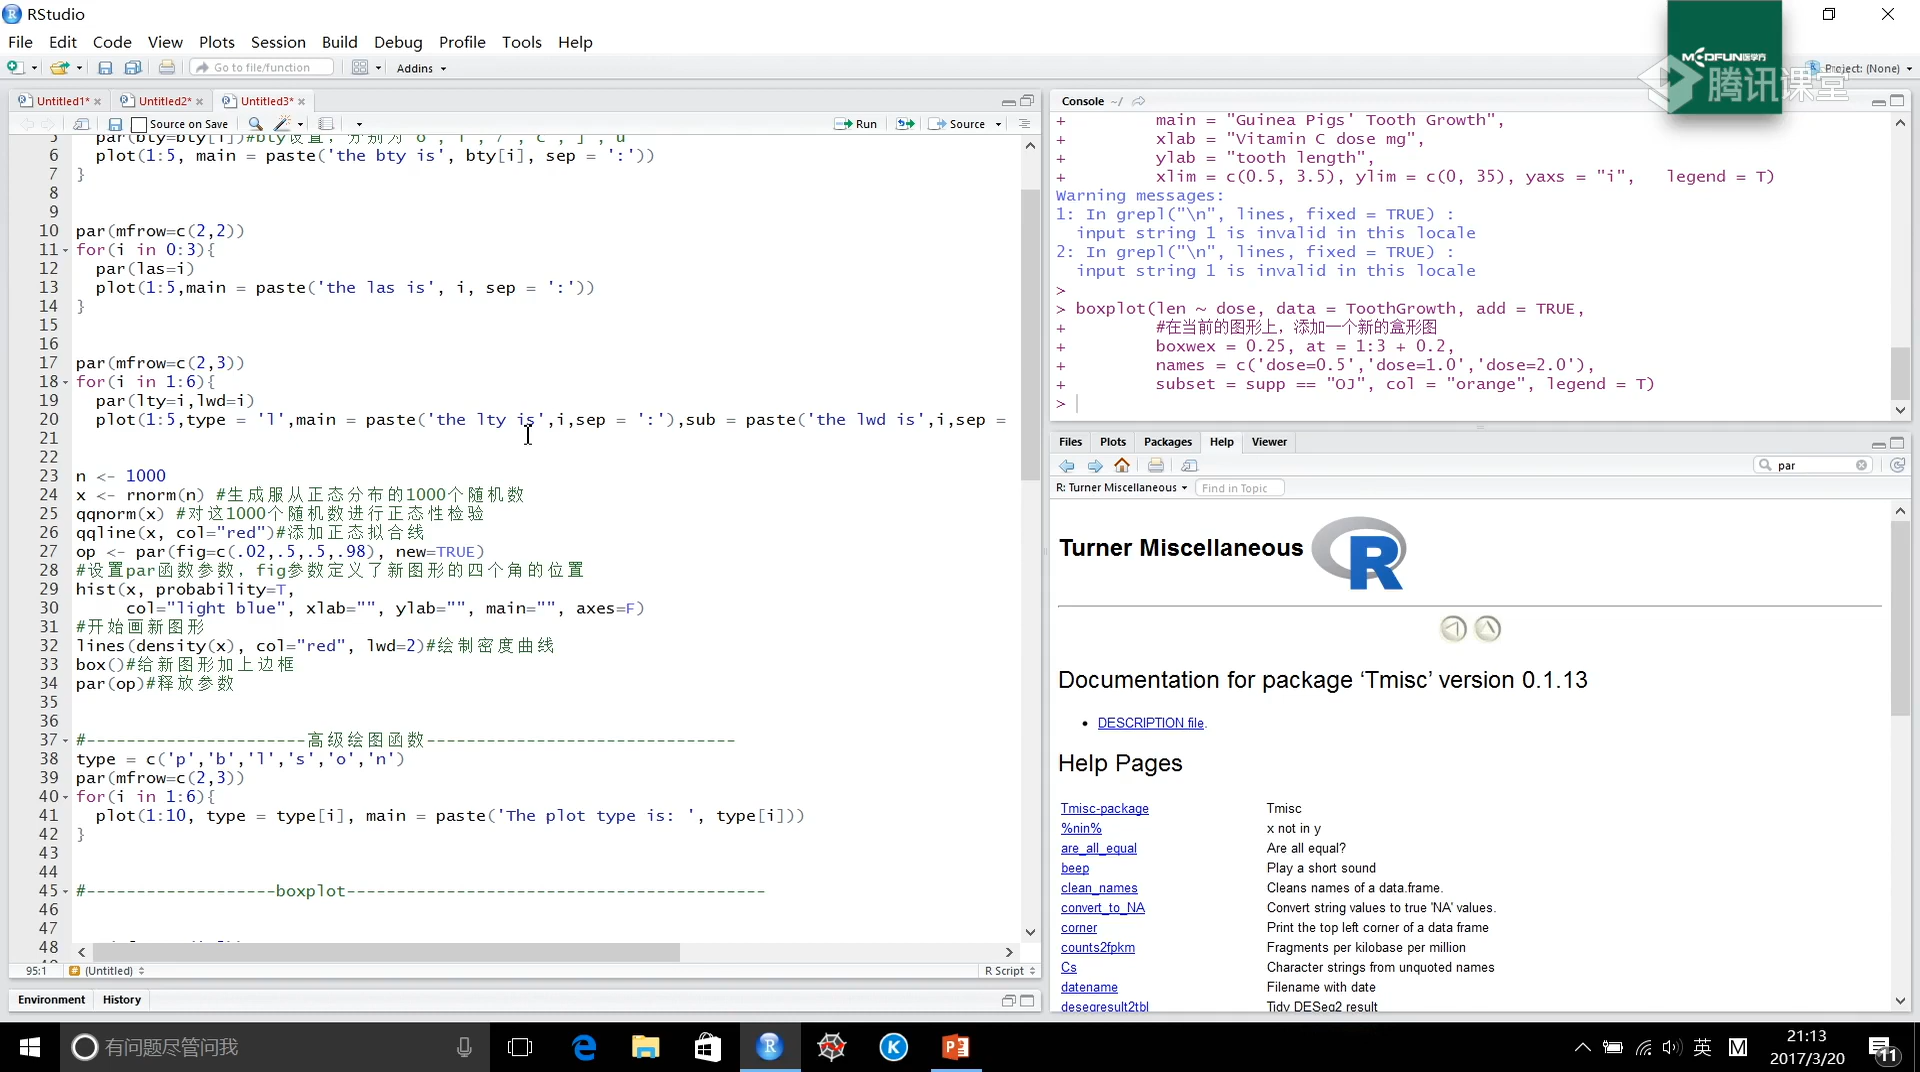 RStudio
File Edit Code View Plots Session Build Debug Profile Tools Help
Go to file/function
Addins
Project: (None)
MEDFUN医学方
腾讯课堂
Untitled1* Untitled2* Untitled3*
Source on Save
Run
Source
6 plot(1:5, main = paste('the bty is', bty[i], sep = ':'))
7 }
8
9
10 par(mfrow=c(2,2))
11 for(i in 0:3){
12 par(las=i)
13 plot(1:5,main = paste('the las is', i, sep = ':'))
14 }
15
16
17 par(mfrow=c(2,3))
18 for(i in 1:6){
19 par(lty=i,lwd=i)
20 plot(1:5,type = 'l',main = paste('the lty is',i,sep = ':'),sub = paste('the lwd is',i,sep =
21
22
23 n <- 1000
24 x <- rnorm(n) #生成服从正态分布的1000个随机数
25 qqnorm(x) #对这1000个随机数进行正态性检验
26 qqline(x, col="red")#添加正态拟合线
27 op <- par(fig=c(.02,.5,.5,.98), new=TRUE)
28 #设置par函数参数，fig参数定义了新图形的四个角的位置
29 hist(x, probability=T,
30 col="light blue", xlab="", ylab="", main="", axes=F)
31 #开始画新图形
32 lines(density(x), col="red", lwd=2)#绘制密度曲线
33 box()#给新图形加上边框
34 par(op)#释放参数
35
36
37 #----------------------高级绘图函数-------------------------------
38 type = c('p','b','l','s','o','n')
39 par(mfrow=c(2,3))
40 for(i in 1:6){
41 plot(1:10, type = type[i], main = paste('The plot type is: ', type[i]))
42 }
43
44
45 #-------------------boxplot------------------------------------------
46
47
48
95:1 (Untitled) R Script
Environment History
Console ~/
+ main = "Guinea Pigs' Tooth Growth",
+ xlab = "Vitamin C dose mg",
+ ylab = "tooth length",
+ xlim = c(0.5, 3.5), ylim = c(0, 35), yaxs = "i", legend = T)
Warning messages:
1: In grepl("\n", lines, fixed = TRUE) :
input string 1 is invalid in this locale
2: In grepl("\n", lines, fixed = TRUE) :
input string 1 is invalid in this locale
>
> boxplot(len ~ dose, data = ToothGrowth, add = TRUE,
+ #在当前的图形上，添加一个新的盒形图
+ boxwex = 0.25, at = 1:3 + 0.2,
+ names = c('dose=0.5','dose=1.0','dose=2.0'),
+ subset = supp == "OJ", col = "orange", legend = T)
>
Files Plots Packages Help Viewer
par
R: Turner Miscellaneous
Find in Topic
Turner Miscellaneous
R
Documentation for package ‘Tmisc’ version 0.1.13
• DESCRIPTION file.
Help Pages
Tmisc-package Tmisc
%nin% x not in y
are_all_equal Are all equal?
beep Play a short sound
clean_names Cleans names of a data.frame.
convert_to_NA Convert string values to true 'NA' values.
corner Print the top left corner of a data frame
counts2fpkm Fragments per kilobase per million
Cs Character strings from unquoted names
datename Filename with date
deseqresult2tbl Tidy DESeq2 result
有问题尽管问我
英 M
21:13
2017/3/20
11